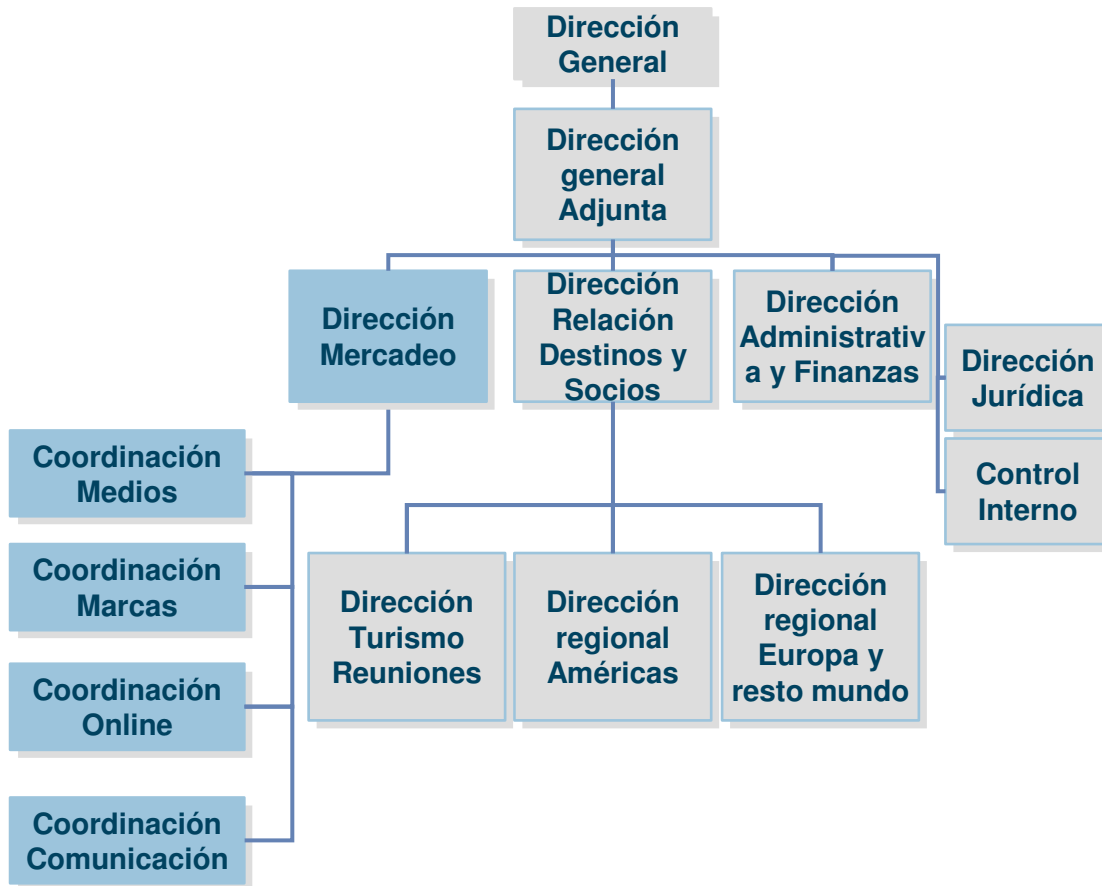 Dirección
General
Dirección
general
Adjunta
Dirección
Mercadeo
Dirección
Relación
Destinos y
Socios
Dirección
Administrativ
a y Finanzas
Dirección
Jurídica
Control
Interno
Coordinación
Medios
Coordinación
Marcas
Coordinación
Online
Coordinación
Comunicación
Dirección
Turismo
Reuniones
Dirección
regional
Américas
Dirección
regional
Europa y
resto mundo